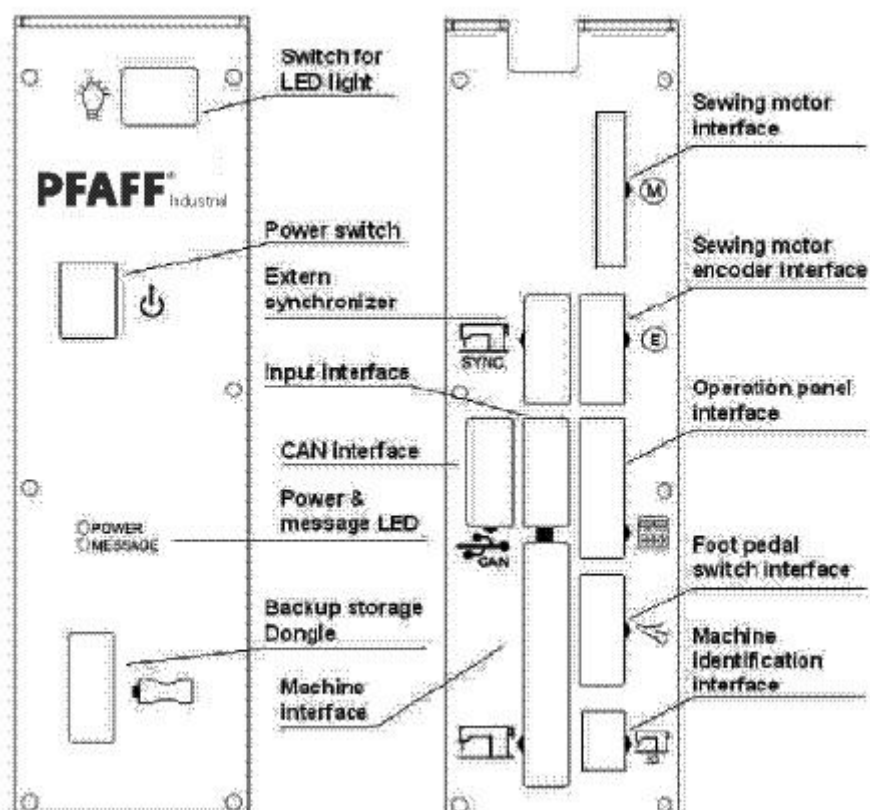 Switch for
LED light
PFAFF®
Industrial
Power switch
Extern
synchronizer
SYNC
Input interface
CAN interface
Power &
message LED
POWER
MESSAGE
CAN
Backup storage
Dongle
Machine
interface
Sewing motor
interface
M
Sewing motor
encoder interface
E
Operation panel
interface
Foot pedal
switch interface
Machine
identification
interface